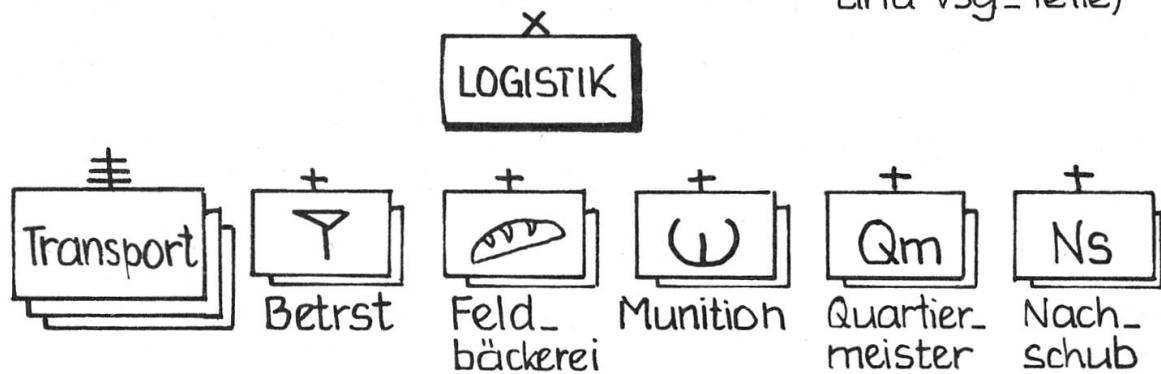 LOGISTIK
Transport
Qm
Ns
Betrst
Feld_
bäckerei
Munition
Quartier_
meister
Nach_
schub